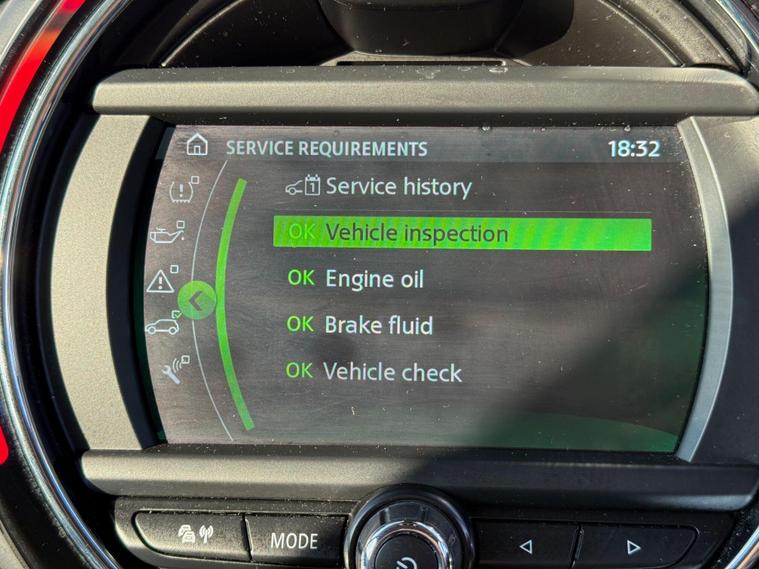 SERVICE REQUIREMENTS 18:32
1 Service history
OK Vehicle inspection
OK Engine oil
OK Brake fluid
OK Vehicle check
MODE